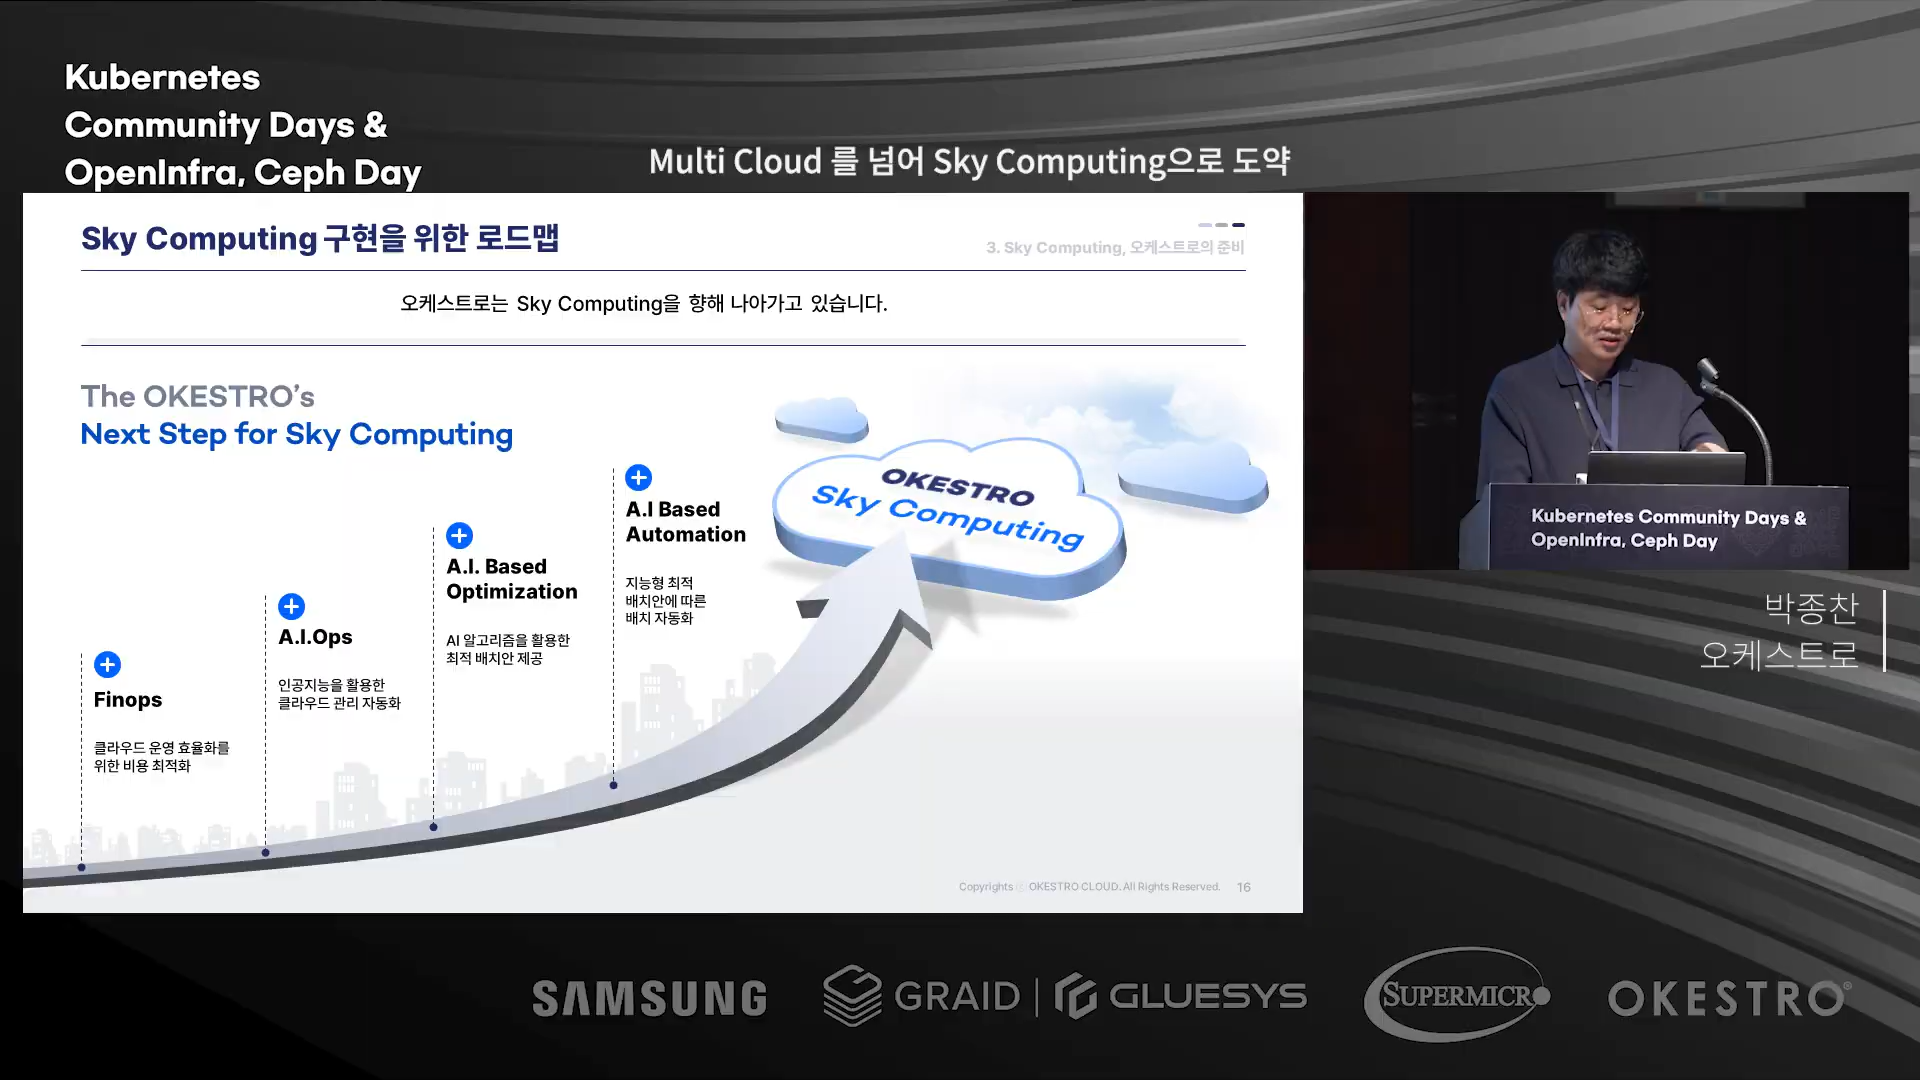 Kubernetes
Community Days &
OpenInfra, Ceph Day
Multi Cloud 를 넘어 Sky Computing으로 도약
Sky Computing 구현을 위한 로드맵
3. Sky Computing, 오케스트로의 준비
오케스트로는 Sky Computing을 향해 나아가고 있습니다.
The OKESTRO’s
Next Step for Sky Computing
Finops
클라우드 운영 효율화를
위한 비용 최적화
A.I.Ops
인공지능을 활용한
클라우드 관리 자동화
A.I. Based
Optimization
AI 알고리즘을 활용한
최적 배치안 제공
A.I Based
Automation
지능형 최적
배치안에 따른
배치 자동화
OKESTRO
Sky Computing
Copyrights ⓒ OKESTRO CLOUD. All Rights Reserved.
16
Kubernetes Community Days &
OpenInfra, Ceph Day
박종찬
오케스트로
SAMSUNG
GRAID
GLUESYS
SUPERMICRO
OKESTRO